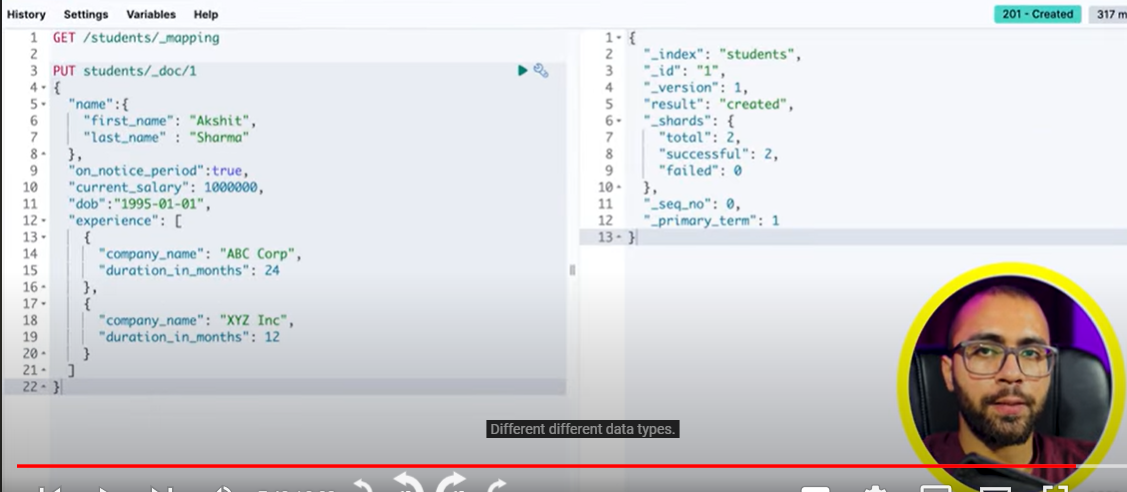 History Settings Variables Help
201 - Created 317 m
1 GET /students/_mapping
2
3 PUT students/_doc/1
4 {
5 "name":{
6 "first_name": "Akshit",
7 "last_name" : "Sharma"
8 },
9 "on_notice_period":true,
10 "current_salary": 1000000,
11 "dob":"1995-01-01",
12 "experience": [
13 {
14 "company_name": "ABC Corp",
15 "duration_in_months": 24
16 },
17 {
18 "company_name": "XYZ Inc",
19 "duration_in_months": 12
20 }
21 ]
22 }
1 {
2 "_index": "students",
3 "_id": "1",
4 "_version": 1,
5 "result": "created",
6 "_shards": {
7 "total": 2,
8 "successful": 2,
9 "failed": 0
10 },
11 "_seq_no": 0,
12 "_primary_term": 1
13 }
Different different data types.